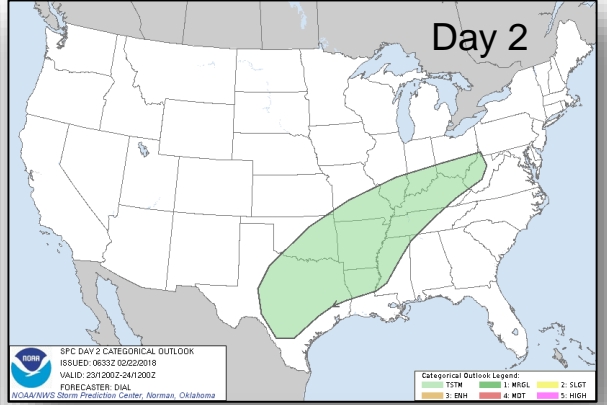 Day 2
NOAA
SPC DAY 2 CATEGORICAL OUTLOOK
ISSUED: 0633Z 02/22/2018
VALID: 23/1200Z-24/1200Z
FORECASTER: DIAL
NOAA/NWS Storm Prediction Center, Norman, Oklahoma
Categorical Outlook Legend:
TSTM 1: MRGL 2: SLGT
3: ENH 4: MDT 5: HIGH